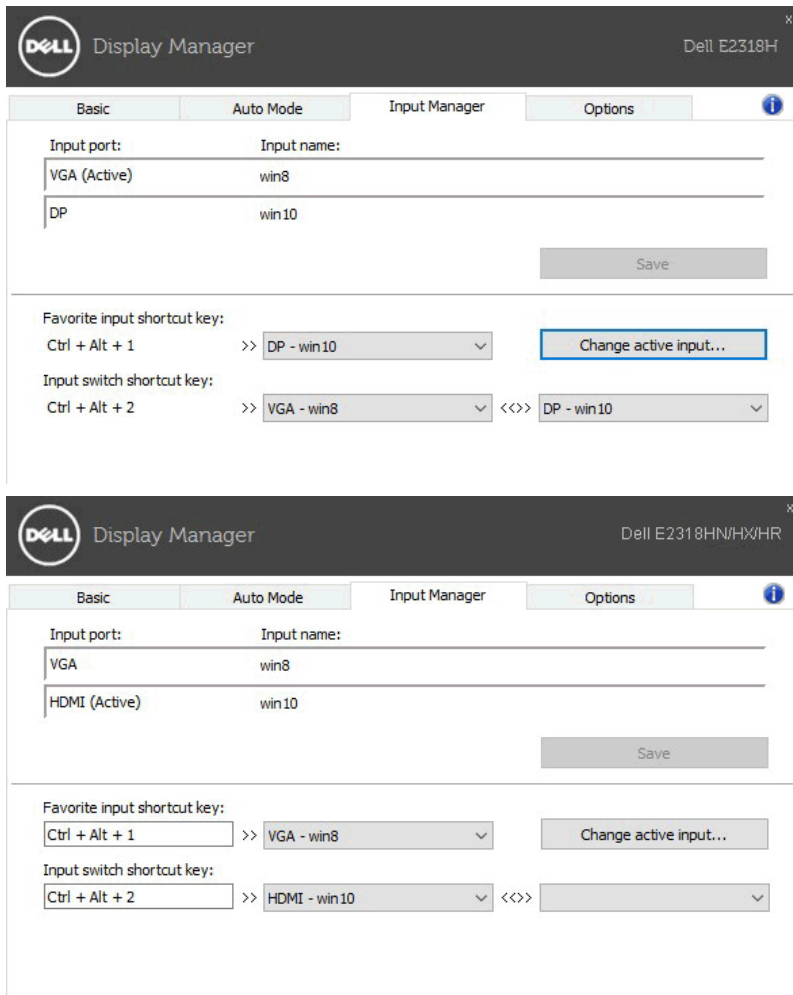 DELL Display Manager Dell E2318H x
Basic Auto Mode Input Manager Options i
Input port: Input name:
VGA (Active) win8
DP win10
Save
Favorite input shortcut key:
Ctrl + Alt + 1 >> DP - win10 Change active input...
Input switch shortcut key:
Ctrl + Alt + 2 >> VGA - win8 <<>> DP - win10
DELL Display Manager Dell E2318HN/HX/HR x
Basic Auto Mode Input Manager Options i
Input port: Input name:
VGA win8
HDMI (Active) win10
Save
Favorite input shortcut key:
Ctrl + Alt + 1 >> VGA - win8 Change active input...
Input switch shortcut key:
Ctrl + Alt + 2 >> HDMI - win10 <<>>